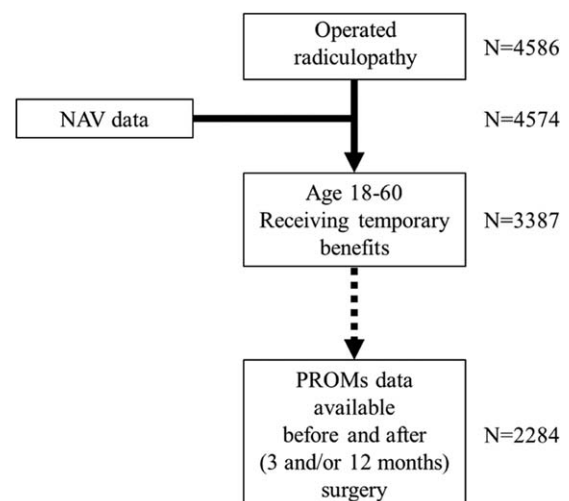 Operated
radiculopathy
N=4586
NAV data
N=4574
Age 18-60
Receiving temporary
benefits
N=3387
PROMs data
available
before and after
(3 and/or 12 months)
surgery
N=2284